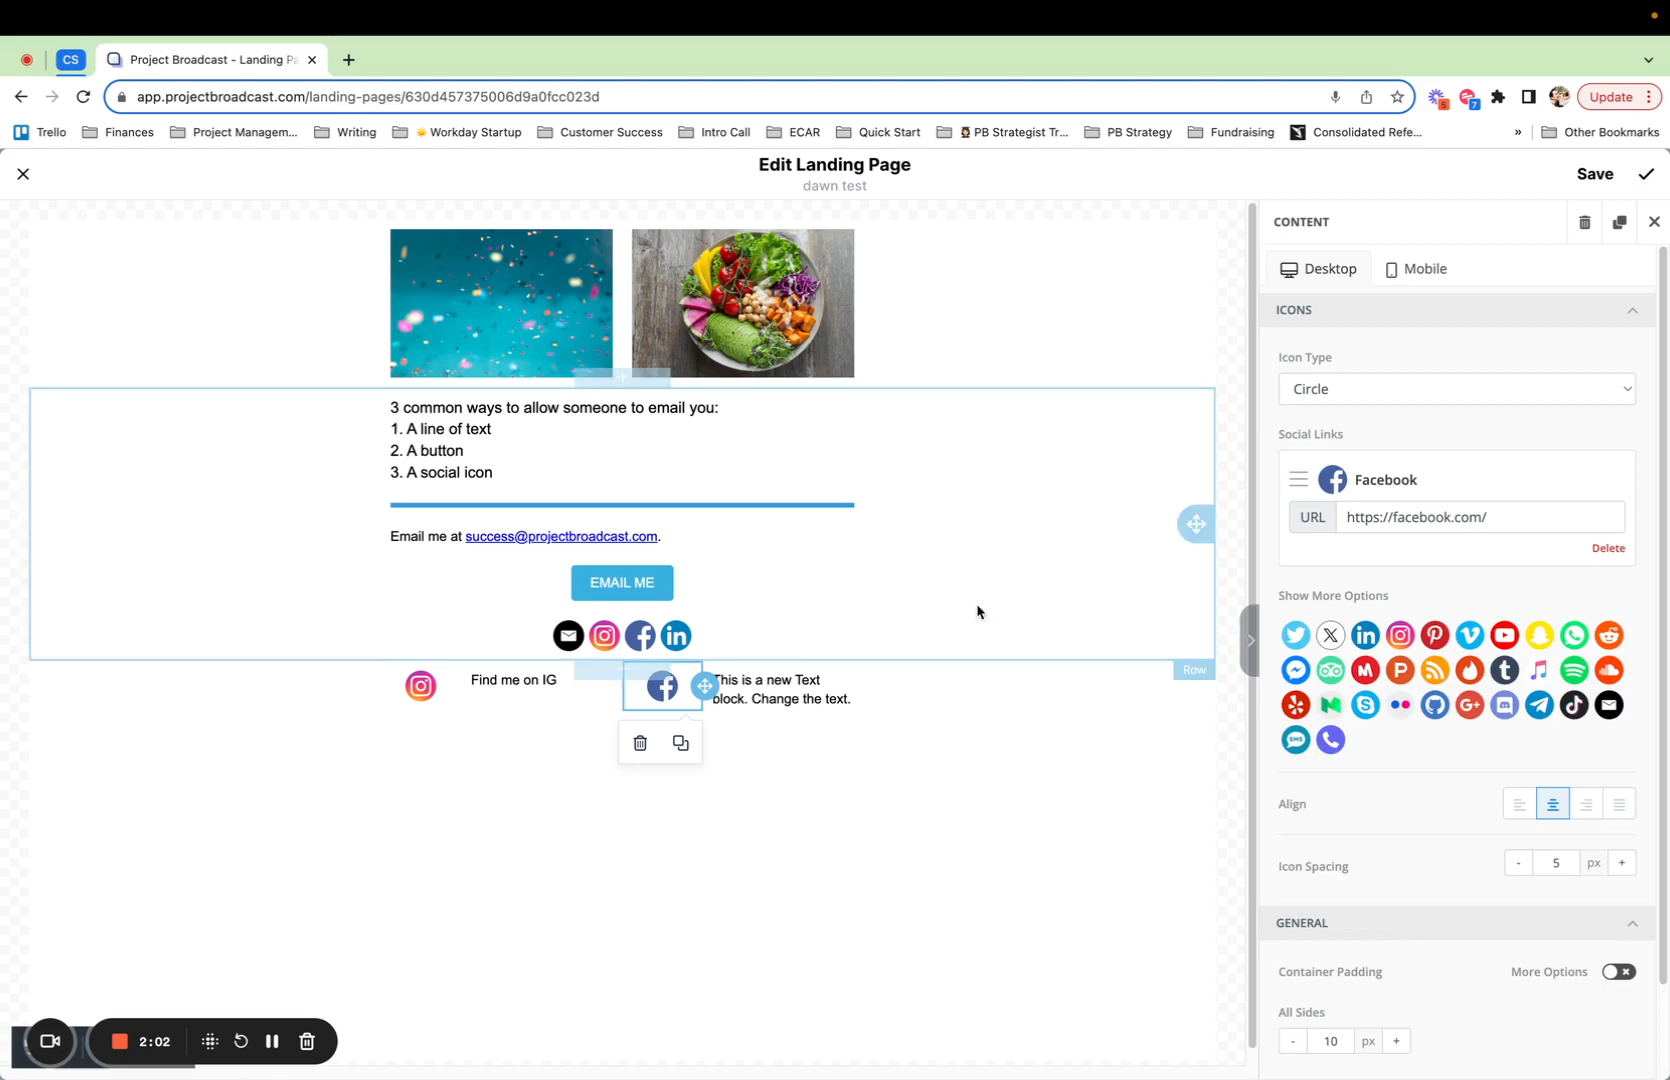 CS
Project Broadcast - Landing Pa
app.projectbroadcast.com/landing-pages/630d457375006d9a0fcc023d
5
7
Update
Trello
Finances
Project Managem...
Writing
Workday Startup
Customer Success
Intro Call
ECAR
Quick Start
PB Strategist Tr...
PB Strategy
Fundraising
Consolidated Refe...
»
Other Bookmarks
Edit Landing Page
dawn test
Save
CONTENT
Desktop
Mobile
ICONS
Icon Type
Circle
Social Links
Facebook
URL
https://facebook.com/
Delete
Show More Options
SMS
Align
Icon Spacing
- 5 px +
GENERAL
Container Padding
More Options
All Sides
- 10 px +
3 common ways to allow someone to email you:
1. A line of text
2. A button
3. A social icon
Email me at success@projectbroadcast.com.
EMAIL ME
Row
Find me on IG
This is a new Text
block. Change the text.
2:02